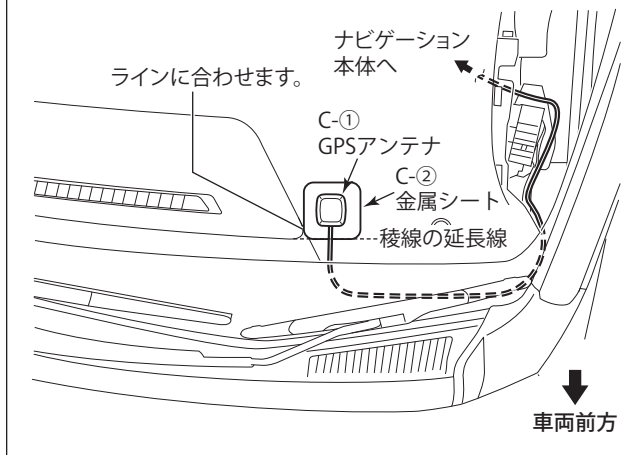 ナビゲーション
本体へ
ラインに合わせます。
C-①
GPSアンテナ
C-②
金属シート
稜線の延長線
車両前方